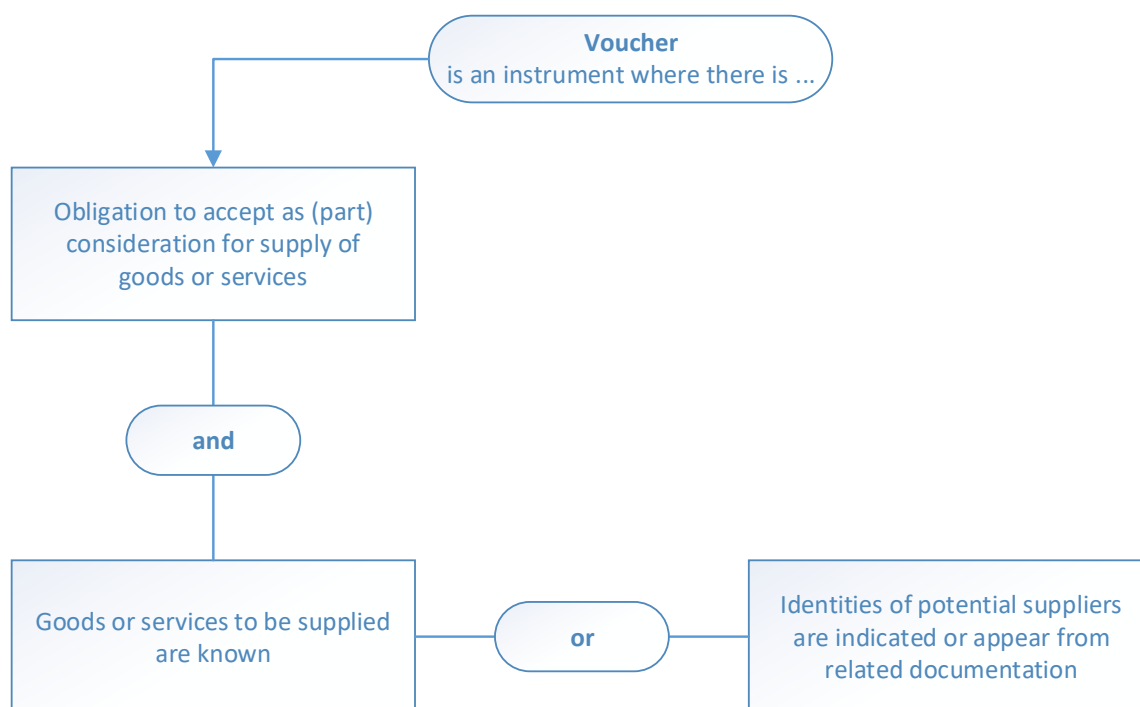 Voucher
is an instrument where there is ...
Obligation to accept as (part)
consideration for supply of
goods or services
and
Goods or services to be supplied
are known
or
Identities of potential suppliers
are indicated or appear from
related documentation